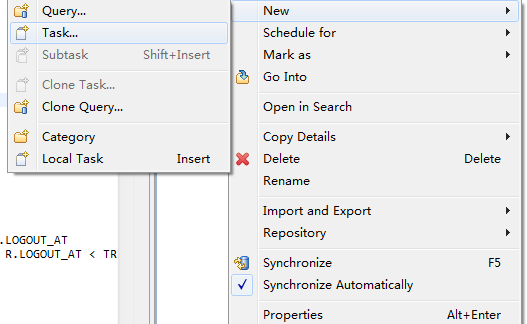 Query...
Task...
Subtask Shift+Insert
Clone Task...
Clone Query...
Category
Local Task Insert
New
Schedule for
Mark as
Go Into
Open in Search
Copy Details
Delete Delete
Rename
Import and Export
Repository
Synchronize F5
Synchronize Automatically
Properties Alt+Enter
.LOGOUT_AT
R.LOGOUT_AT < TR